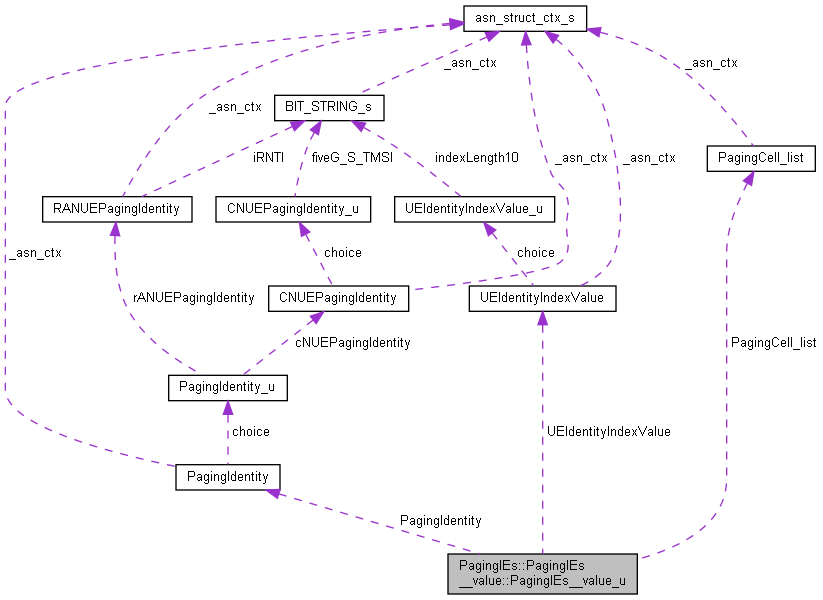 asn_struct_ctx_s
_asn_ctx
_asn_ctx
_asn_ctx
BIT_STRING_s
iRNTI
fiveG_S_TMSI
indexLength10
_asn_ctx
_asn_ctx
PagingCell_list
RANUEPagingIdentity
CNUEPagingIdentity_u
UEIdentityIndexValue_u
_asn_ctx
choice
choice
rANUEPagingIdentity
CNUEPagingIdentity
UEIdentityIndexValue
cNUEPagingIdentity
PagingCell_list
PagingIdentity_u
choice
UEIdentityIndexValue
PagingIdentity
PagingIdentity
PagingIEs::PagingIEs
__value::PagingIEs__value_u